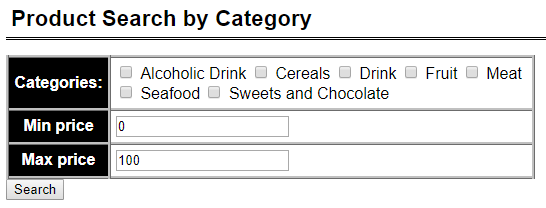 Product Search by Category
Categories: Alcoholic Drink Cereals Drink Fruit Meat
Seafood Sweets and Chocolate
Min price 0
Max price 100
Search